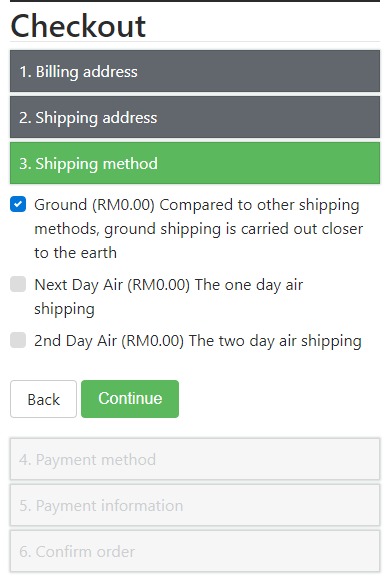 Checkout
1. Billing address
2. Shipping address
3. Shipping method
Ground (RM0.00) Compared to other shipping
methods, ground shipping is carried out closer
to the earth
Next Day Air (RM0.00) The one day air
shipping
2nd Day Air (RM0.00) The two day air shipping
Back Continue
4. Payment method
5. Payment information
6. Confirm order